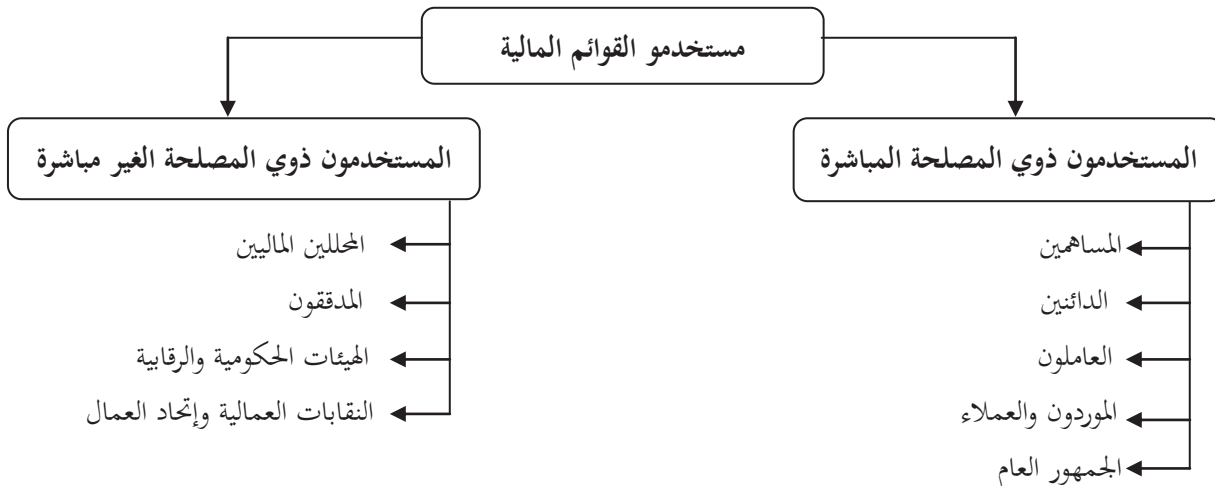 مستخدمو القوائم المالية
المستخدمون ذوي المصلحة المباشرة
المساهمين
الدائنين
العاملون
الموردون والعملاء
الجمهور العام
المستخدمون ذوي المصلحة الغير مباشرة
المحللين الماليين
المدققون
الهيئات الحكومية والرقابية
النقابات العمالية وإتحاد العمال